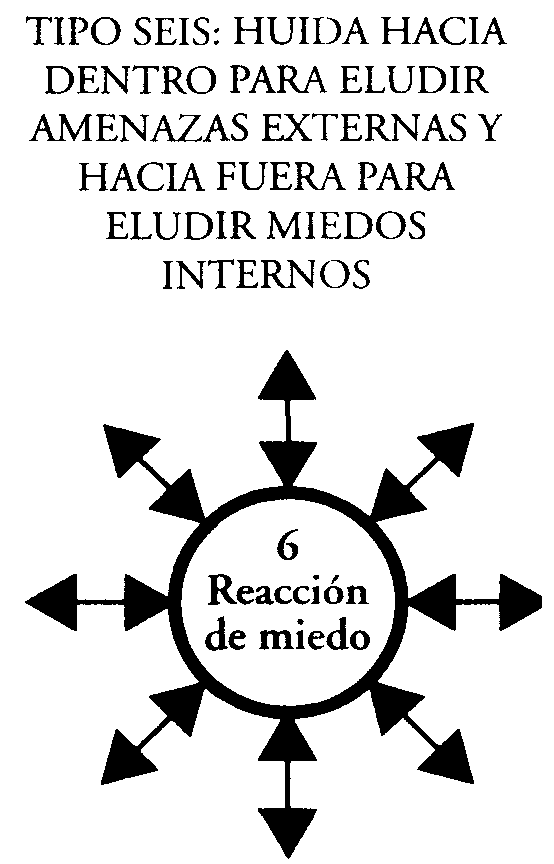 TIPO SEIS: HUIDA HACIA
DENTRO PARA ELUDIR
AMENAZAS EXTERNAS Y
HACIA FUERA PARA
ELUDIR MIEDOS
INTERNOS
6
Reacción
de miedo